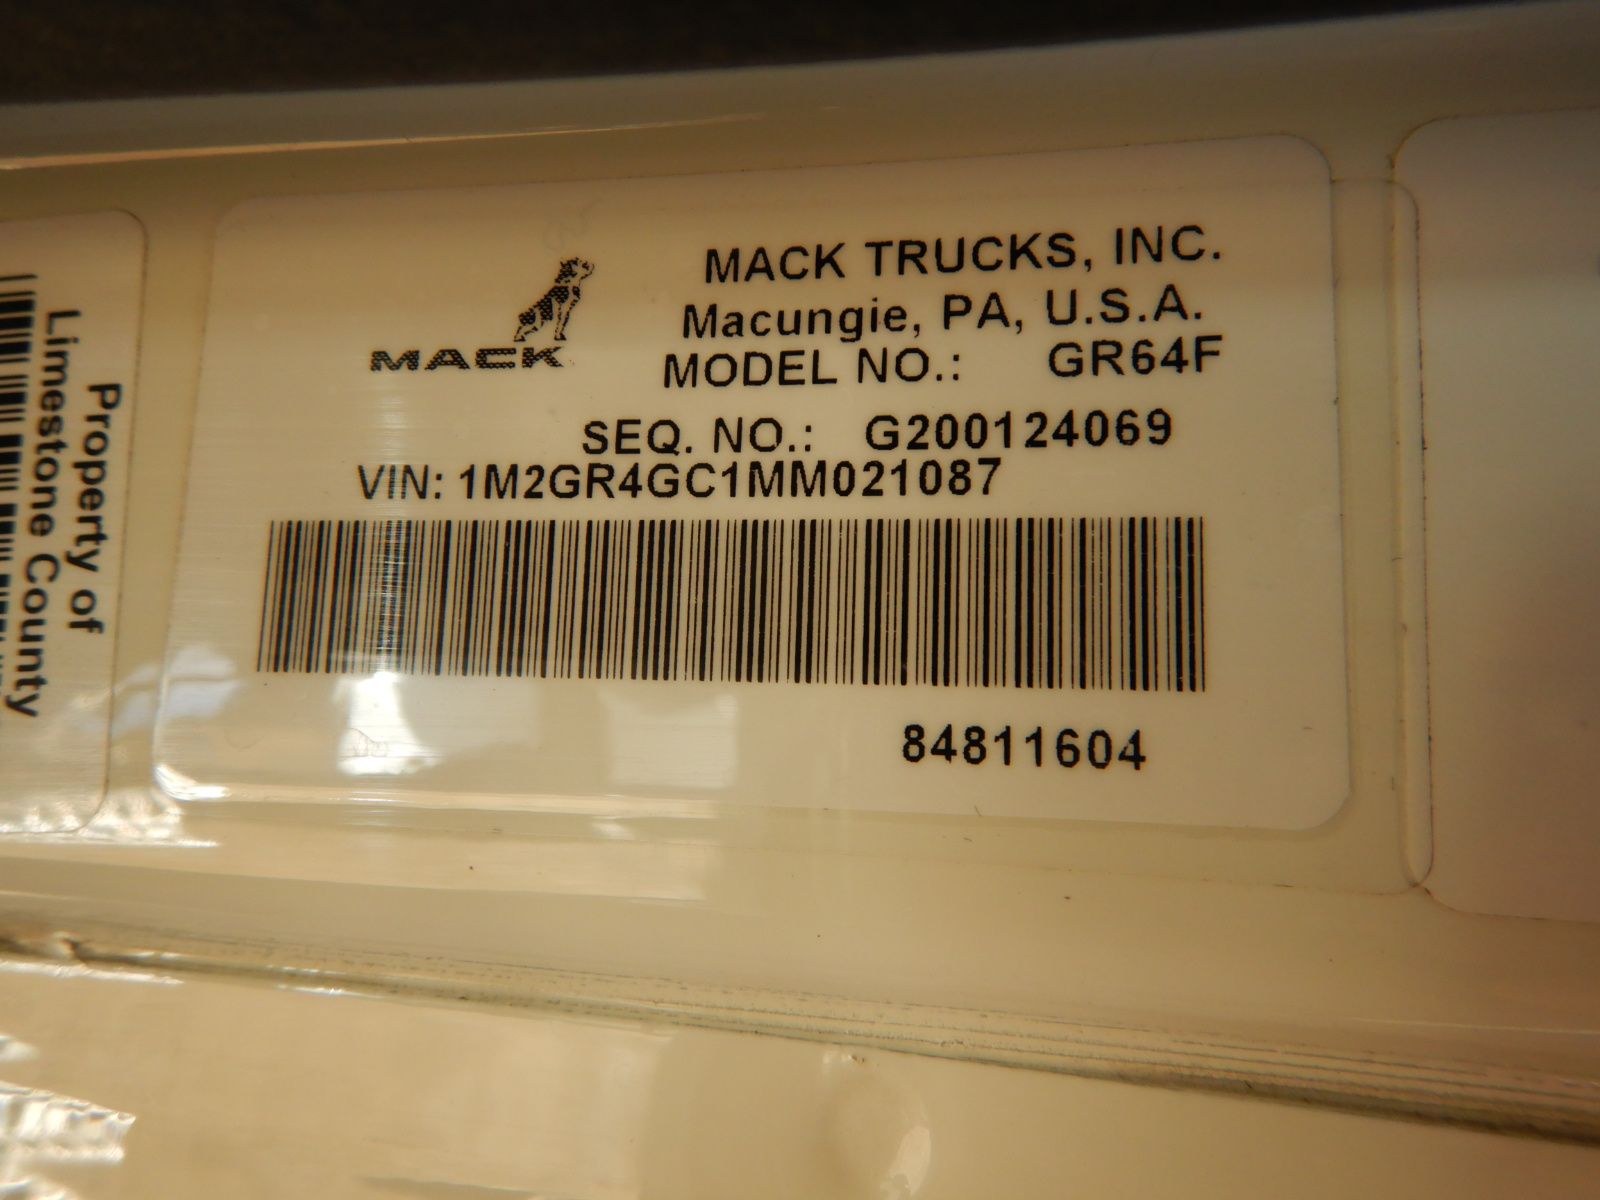 MACK
MACK TRUCKS, INC.
Macungie, PA, U.S.A.
MODEL NO.: GR64F
SEQ. NO.: G200124069
VIN: 1M2GR4GC1MM021087
84811604
Property of
Limestone County